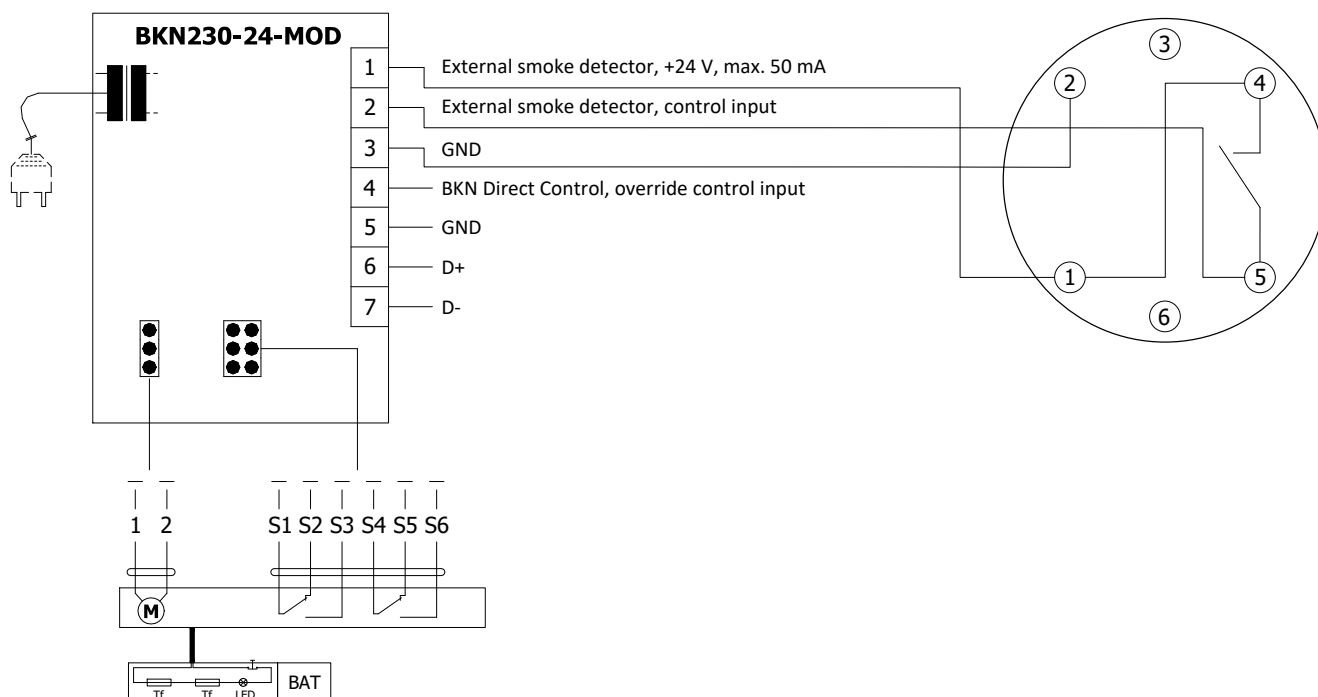 BKN230-24-MOD
1 External smoke detector, +24 V, max. 50 mA
2 External smoke detector, control input
3 GND
4 BKN Direct Control, override control input
5 GND
6 D+
7 D-
3
2 4
1 5
6
1 2 S1 S2 S3 S4 S5 S6
M
BAT
Tf Tf LED